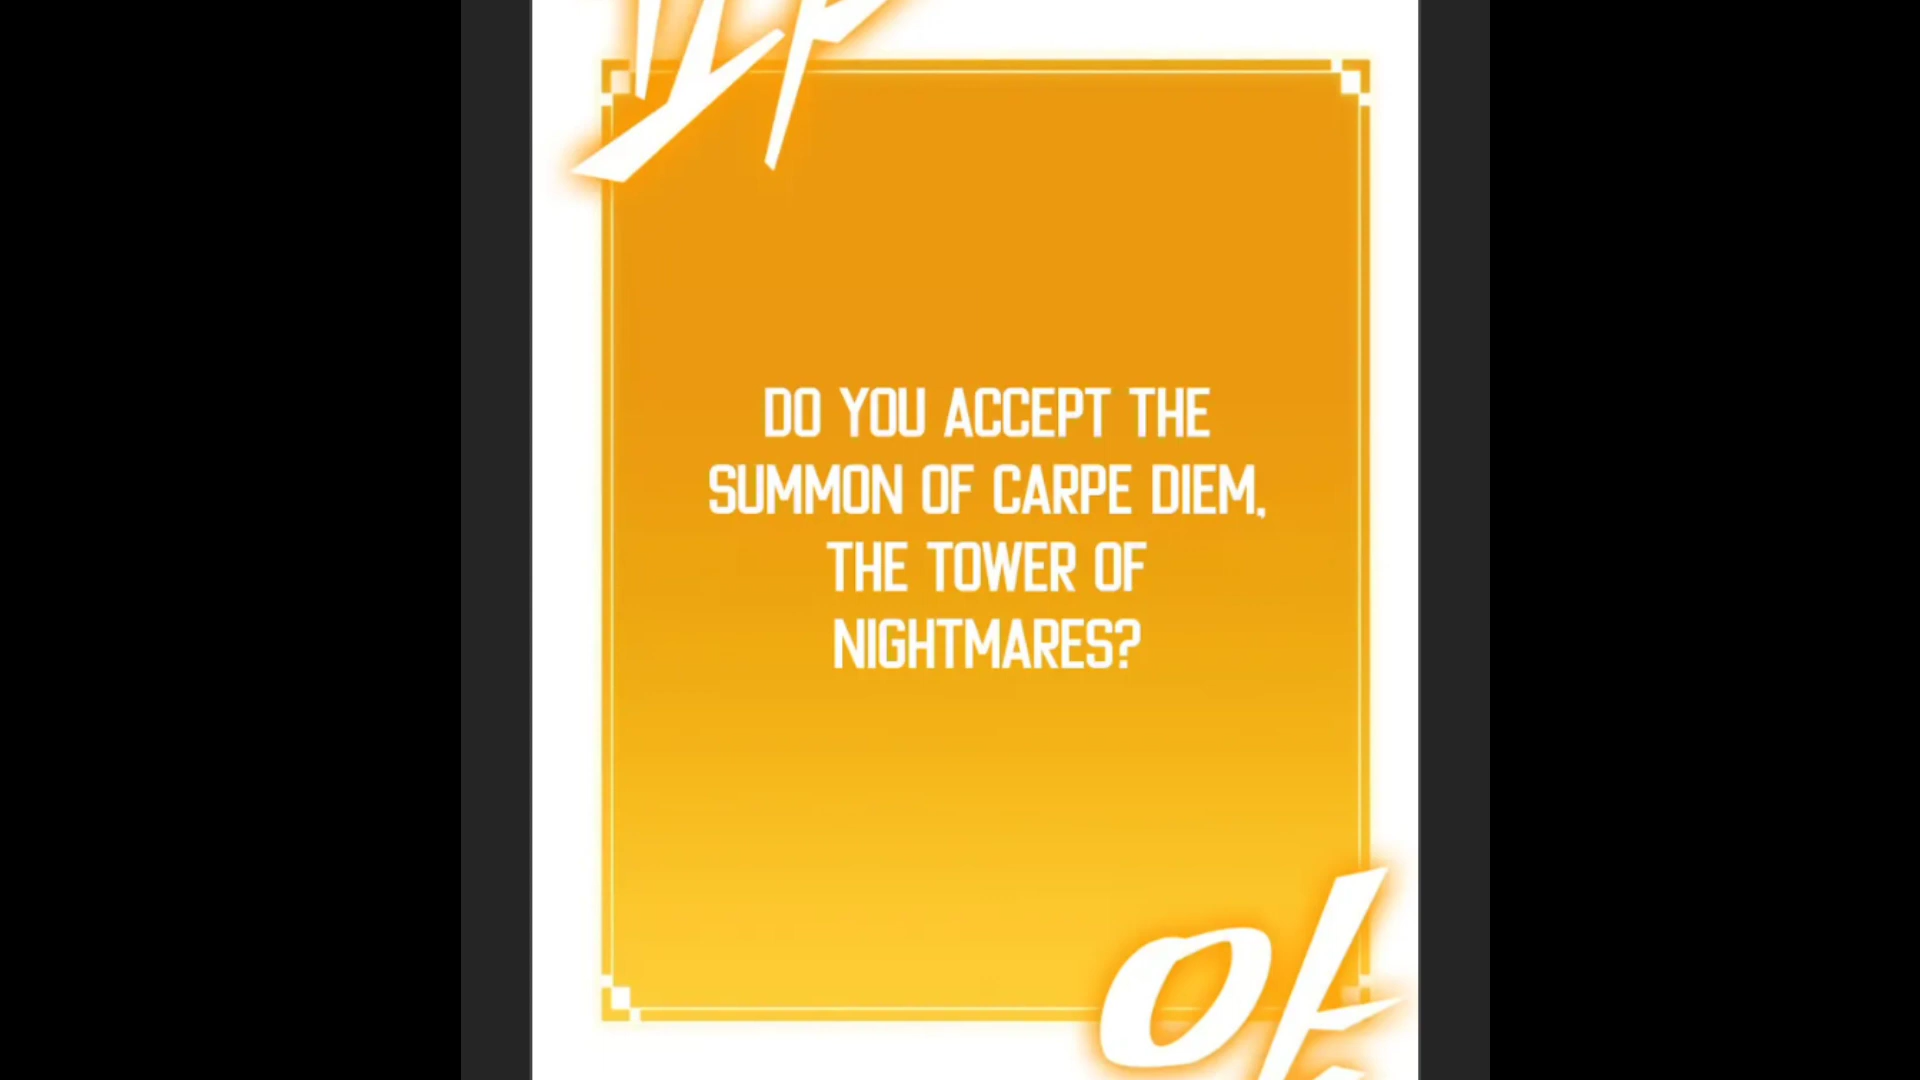 DO YOU ACCEPT THE
SUMMON OF CARPE DIEM,
THE TOWER OF
NIGHTMARES?